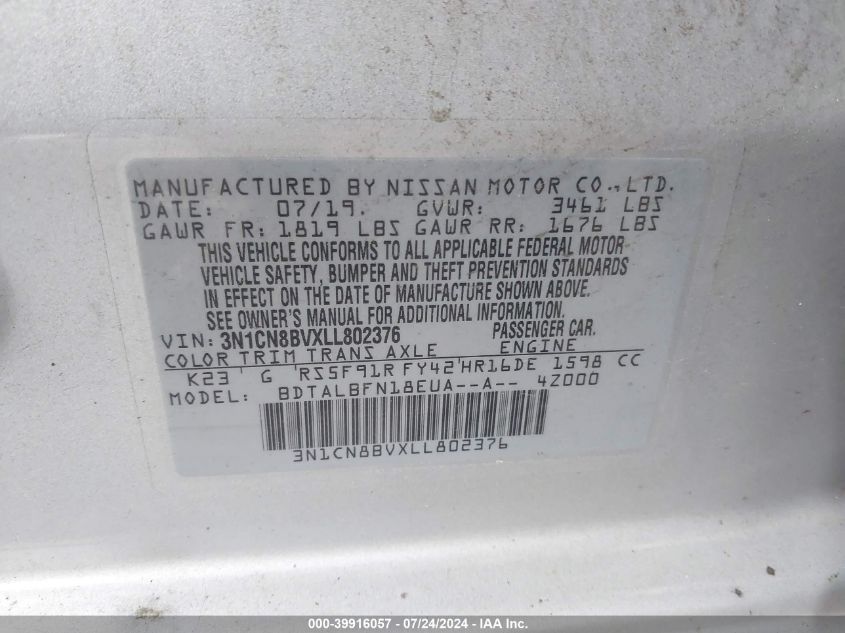 MANUFACTURED BY NISSAN MOTOR CO., LTD.
DATE: 07/19. GVWR: 3461 LBS
GAWR FR: 1819 LBS GAWR RR: 1676 LBS
THIS VEHICLE CONFORMS TO ALL APPLICABLE FEDERAL MOTOR
VEHICLE SAFETY, BUMPER AND THEFT PREVENTION STANDARDS
IN EFFECT ON THE DATE OF MANUFACTURE SHOWN ABOVE.
SEE OWNER'S MANUAL FOR ADDITIONAL INFORMATION.
VIN: 3N1CN8BVXLL802376 PASSENGER CAR.
COLOR TRIM TRANS AXLE ENGINE
K23 ' G 'RS5F91R FY42'HR16DE 1598 CC
MODEL: BDTALBFN18EUA--A-- 4Z000
3N1CN8BVXLL802376
000-39916057 / 07/24/2024 - IAA Inc.